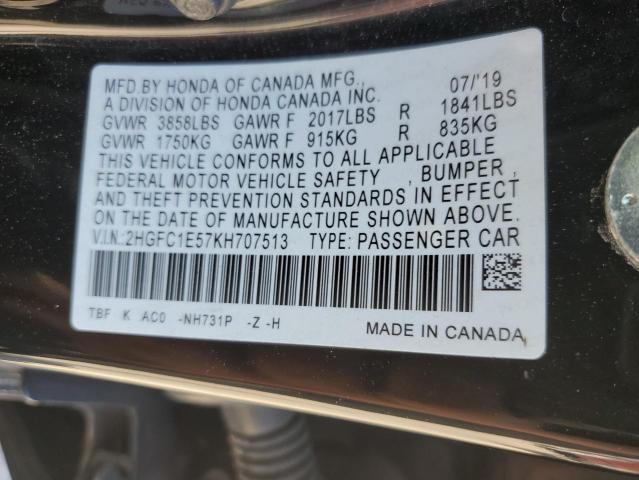 MFD.BY HONDA OF CANADA MFG., 07/'19
A DIVISION OF HONDA CANADA INC.
GVWR 3858LBS GAWR F 2017LBS R 1841LBS
GVWR 1750KG GAWR F 915KG R 835KG
THIS VEHICLE CONFORMS TO ALL APPLICABLE
FEDERAL MOTOR VEHICLE SAFETY , BUMPER ,
AND THEFT PREVENTION STANDARDS IN EFFECT
ON THE DATE OF MANUFACTURE SHOWN ABOVE.
V.I.N.:2HGFC1E57KH707513 TYPE: PASSENGER CAR
TBF K AC0 -NH731P -Z -H
MADE IN CANADA